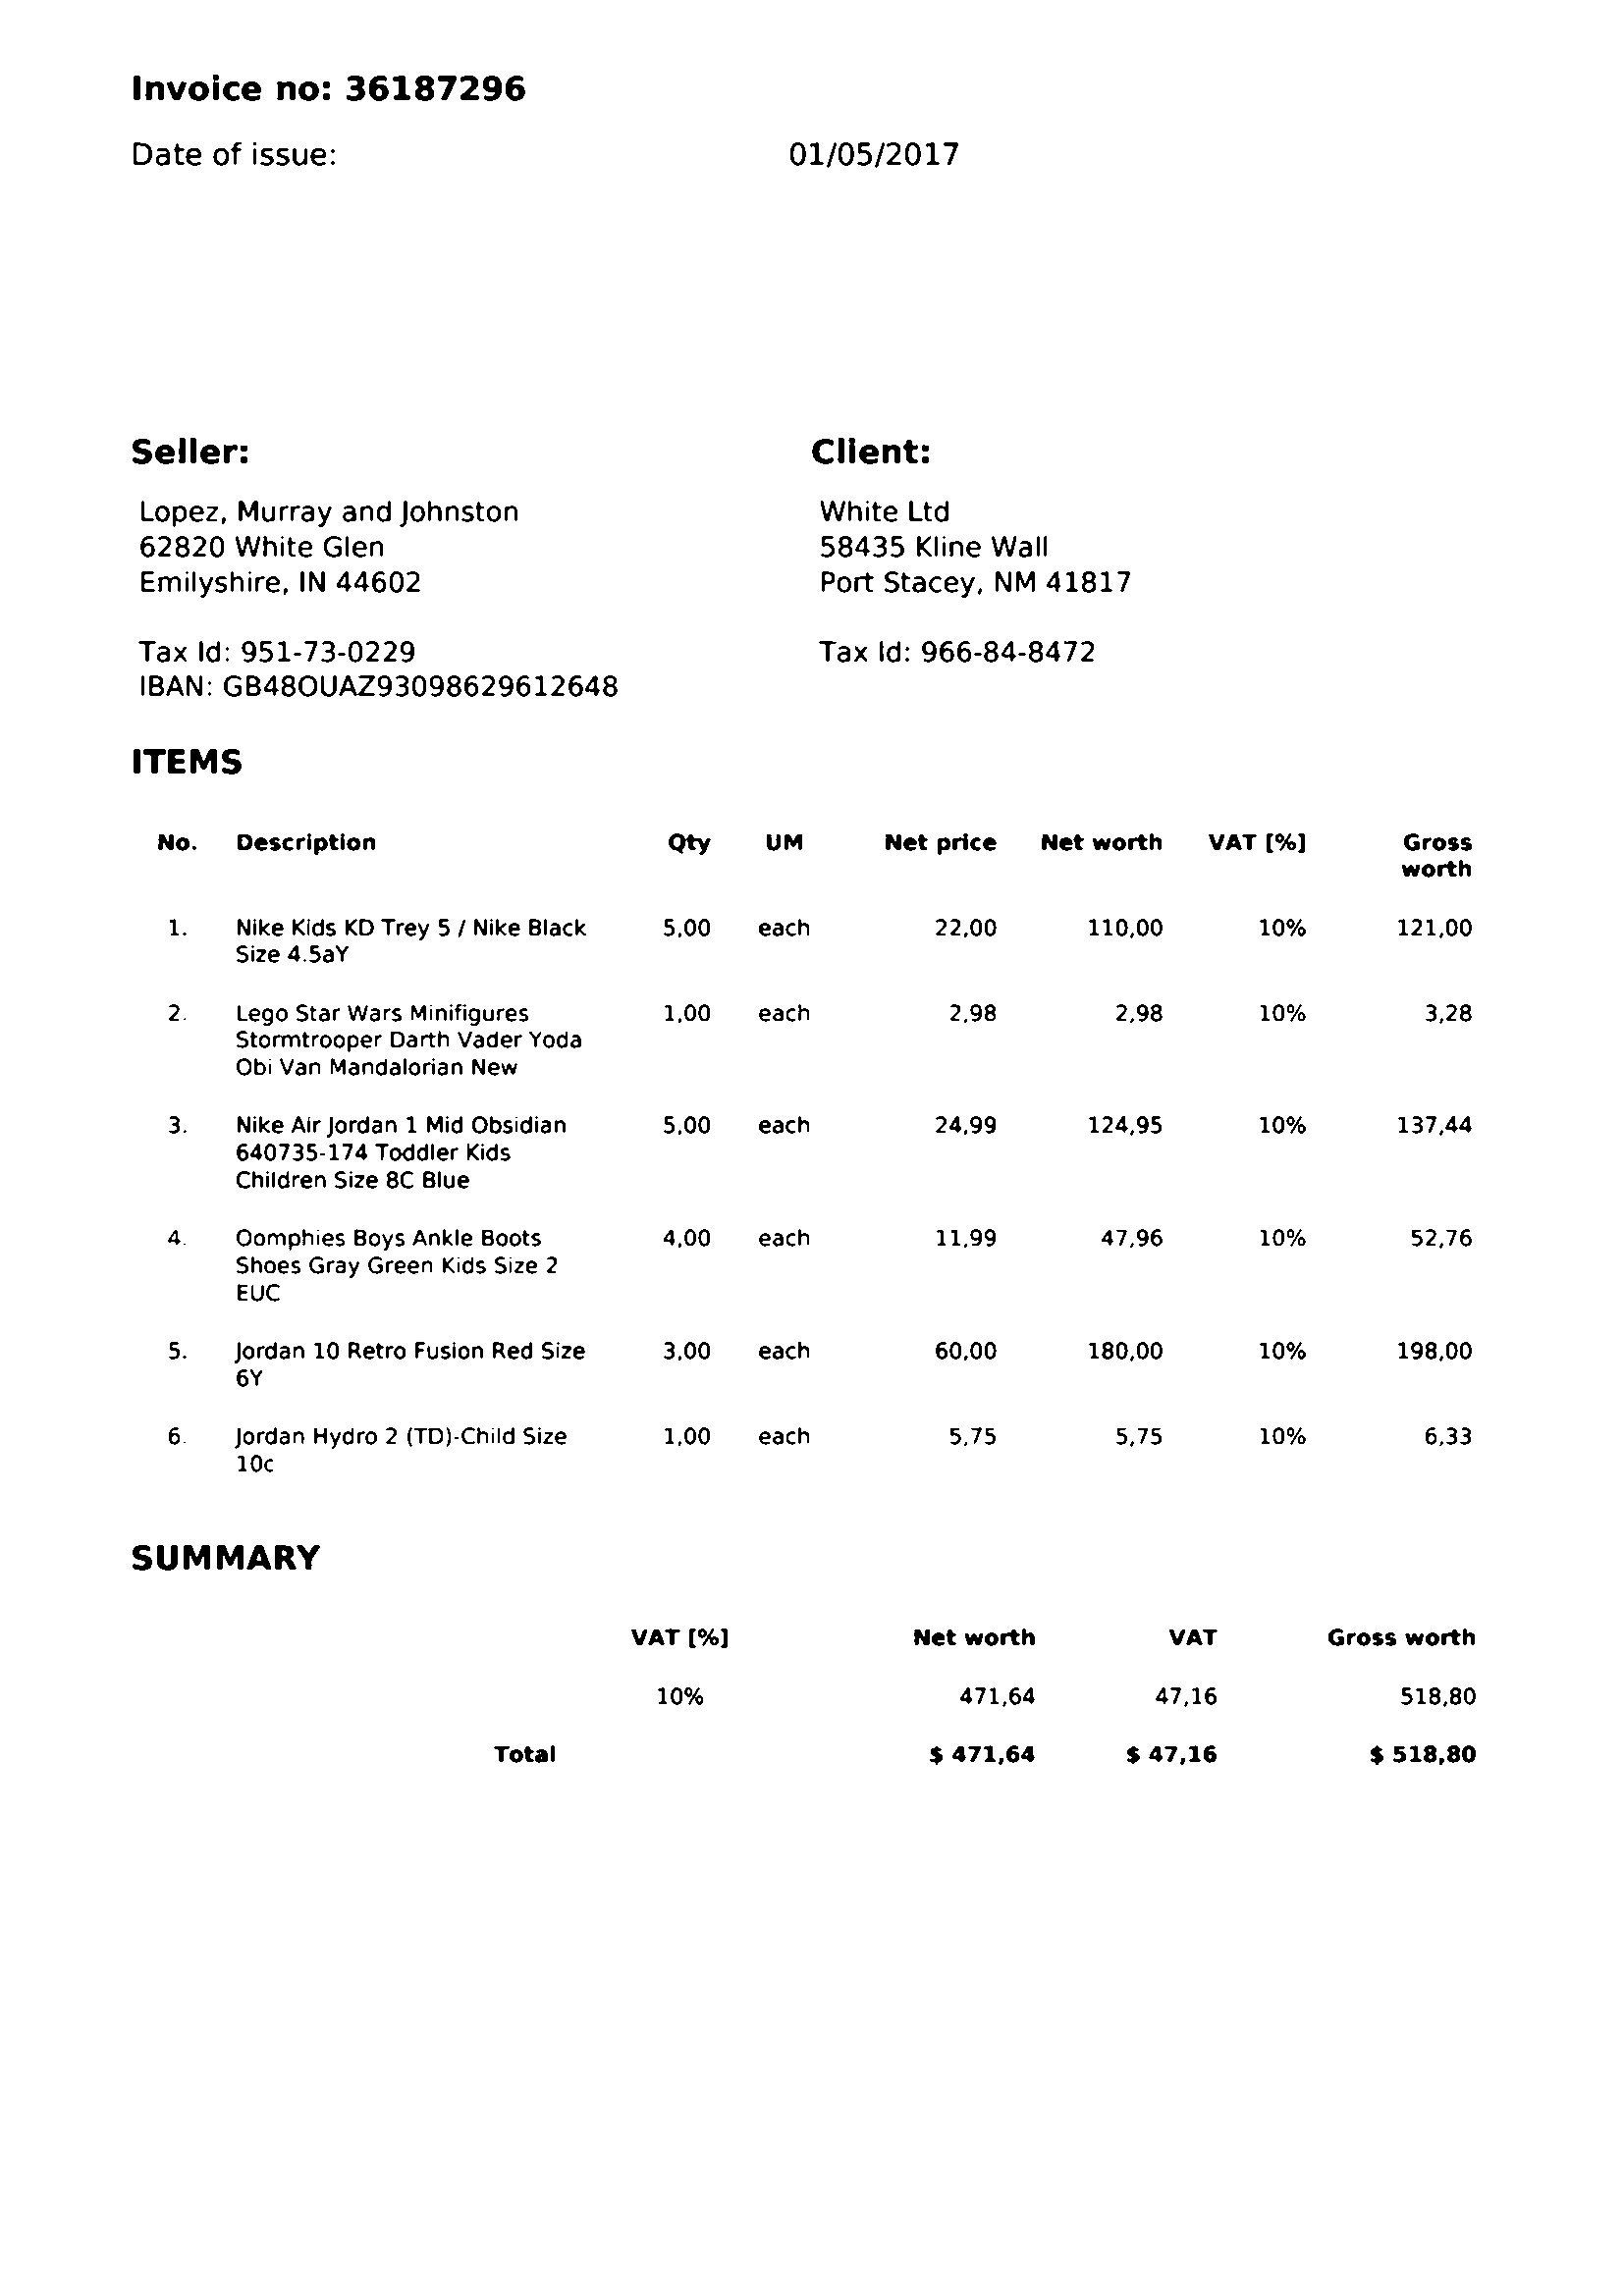 Invoice no: 36187296
Date of issue: 01/05/2017
Seller: Client:
Lopez, Murray and Johnston White Ltd
62820 White Glen 58435 Kline Wall
Emilyshire, IN 44602 Port Stacey, NM 41817
Tax Id: 951-73-0229 Tax Id: 966-84-8472
IBAN: GB48OUAZ93098629612648
ITEMS
No. Description Qty UM Net price Net worth VAT [%] Gross
worth
1. Nike Kids KD Trey 5 / Nike Black 5,00 each 22,00 110,00 10% 121,00
Size 4.5aY
2. Lego Star Wars Minifigures 1,00 each 2,98 2,98 10% 3,28
Stormtrooper Darth Vader Yoda
Obi Van Mandalorian New
3. Nike Air Jordan 1 Mid Obsidian 5,00 each 24,99 124,95 10% 137,44
640735-174 Toddler Kids
Children Size 8C Blue
4. Oomphies Boys Ankle Boots 4,00 each 11,99 47,96 10% 52,76
Shoes Gray Green Kids Size 2
EUC
5. Jordan 10 Retro Fusion Red Size 3,00 each 60,00 180,00 10% 198,00
6Y
6. Jordan Hydro 2 (TD)-Child Size 1,00 each 5,75 5,75 10% 6,33
10c
SUMMARY
VAT [%] Net worth VAT Gross worth
10% 471,64 47,16 518,80
Total $ 471,64 $ 47,16 $ 518,80